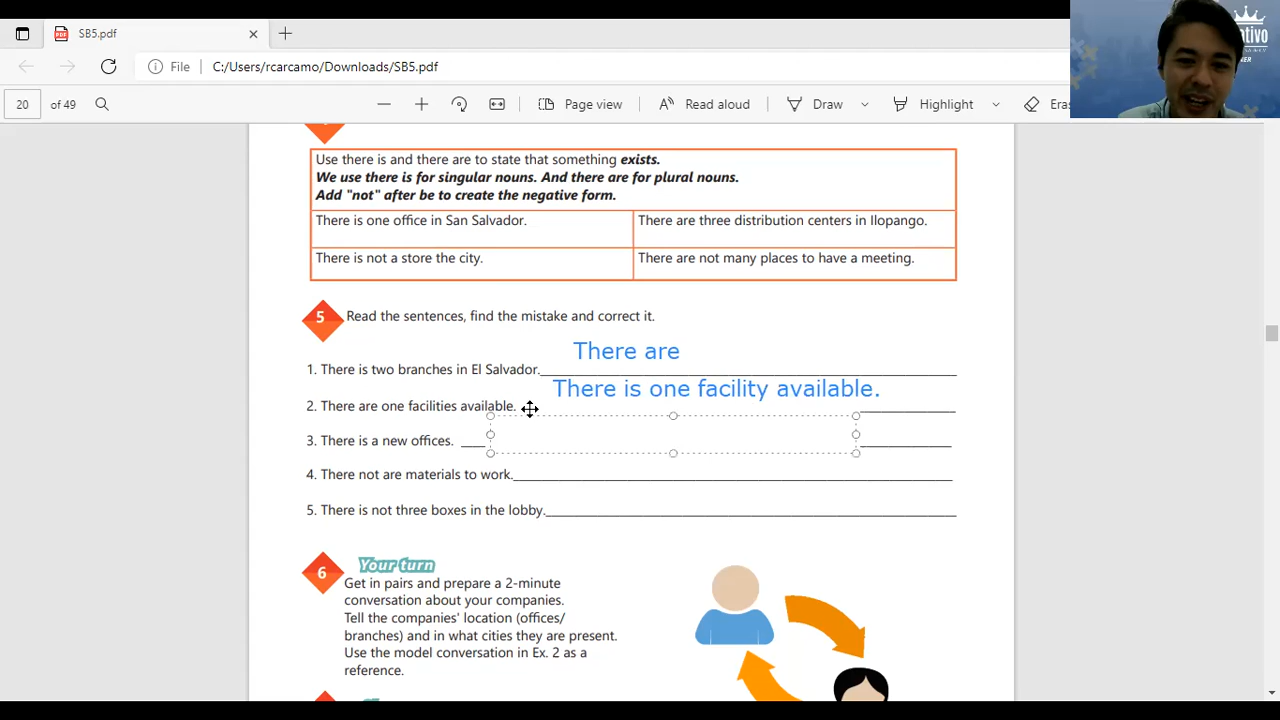 SB5.pdf
File C:/Users/rcarcamo/Downloads/SB5.pdf
20 of 49 Page view Read aloud Draw Highlight
ativo
NER
Use there is and there are to state that something exists.
We use there is for singular nouns. And there are for plural nouns.
Add "not" after be to create the negative form.
There is one office in San Salvador. There are three distribution centers in Ilopango.
There is not a store the city. There are not many places to have a meeting.
5 Read the sentences, find the mistake and correct it.
There are
1. There is two branches in El Salvador.
There is one facility available.
2. There are one facilities available.
3. There is a new offices.
4. There not are materials to work.
5. There is not three boxes in the lobby.
6 Your turn
Get in pairs and prepare a 2-minute
conversation about your companies.
Tell the companies' location (offices/
branches) and in what cities they are present.
Use the model conversation in Ex. 2 as a
reference.